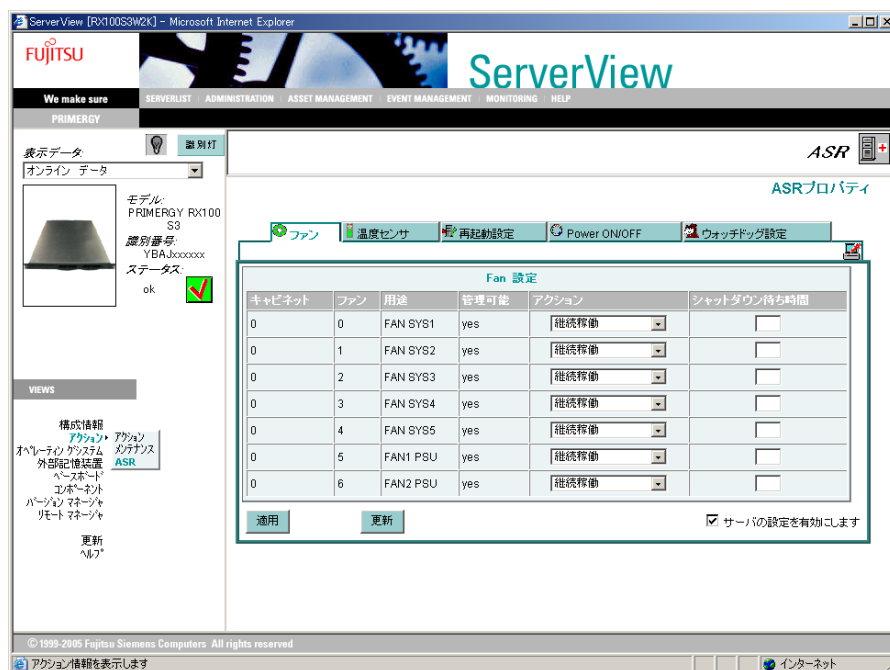 ServerView [RX100S3W2K] - Microsoft Internet Explorer
FUJITSU
ServerView
We make sure
SERVERLIST | ADMINISTRATION | ASSET MANAGEMENT | EVENT MANAGEMENT | MONITORING | HELP
PRIMERGY
表示データ:
識別灯
オンライン データ
ASR
ASRプロパティ
モデル:
PRIMERGY RX100 S3
識別番号:
YBAJxxxxxx
ステータス:
ok
ファン
温度センサ
再起動設定
Power ON/OFF
ウォッチドッグ設定
Fan 設定
キャビネット ファン 用途 管理可能 アクション シャットダウン待ち時間
0 0 FAN SYS1 yes 継続稼働
0 1 FAN SYS2 yes 継続稼働
0 2 FAN SYS3 yes 継続稼働
0 3 FAN SYS4 yes 継続稼働
0 4 FAN SYS5 yes 継続稼働
0 5 FAN1 PSU yes 継続稼働
0 6 FAN2 PSU yes 継続稼働
適用
更新
サーバの設定を有効にします
VIEWS
構成情報
アクション
オペレーティングシステム
外部記憶装置
ベースボード
コンポーネント
バージョン マネージャ
リモート マネージャ
更新
ヘルプ
アクション
メンテナンス
ASR
© 1999-2005 Fujitsu Siemens Computers All rights reserved
アクション情報を表示します
インターネット